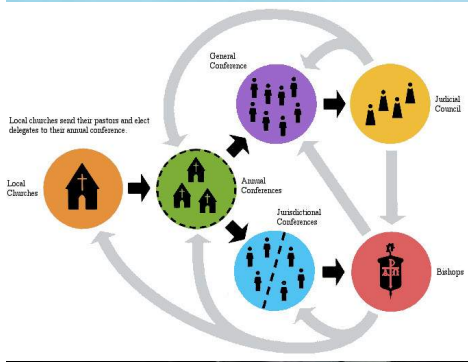 General
Conference
Judicial
Council
Local churches send their pastors and elect
delegates to their annual conference.
Local
Churches
Annual
Conferences
Jurisdictional
Conferences
Bishops